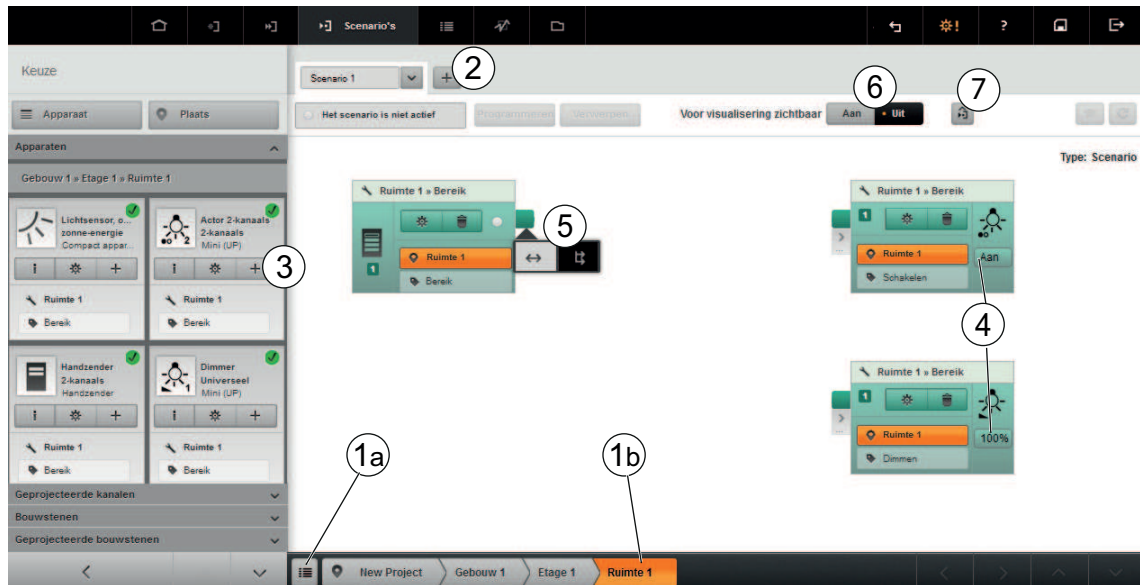 Scenario's
?
Keuze
Apparaat
Plaats
Apparaten
Gebouw 1 » Etage 1 » Ruimte 1
Lichtsensor, o...
zonne-energie
Compact appar...
Ruimte 1
Bereik
2
Actor 2-kanaals
2-kanaals
Mini (UP)
Ruimte 1
Bereik
3
Handzender
2-kanaals
Handzender
Ruimte 1
Bereik
1
Dimmer
Universeel
Mini (UP)
Ruimte 1
Bereik
Geprojecteerde kanalen
Bouwstenen
Geprojecteerde bouwstenen
Scenario 1
2
Het scenario is niet actief
Programmeren
Verwerpen
Voor visualisering zichtbaar
Aan
Uit
6
7
Type: Scenario
Ruimte 1 » Bereik
1
Ruimte 1
Bereik
5
Ruimte 1 » Bereik
1
Ruimte 1
Aan
Schakelen
4
Ruimte 1 » Bereik
1
Ruimte 1
100%
Dimmen
1a
1b
New Project
Gebouw 1
Etage 1
Ruimte 1